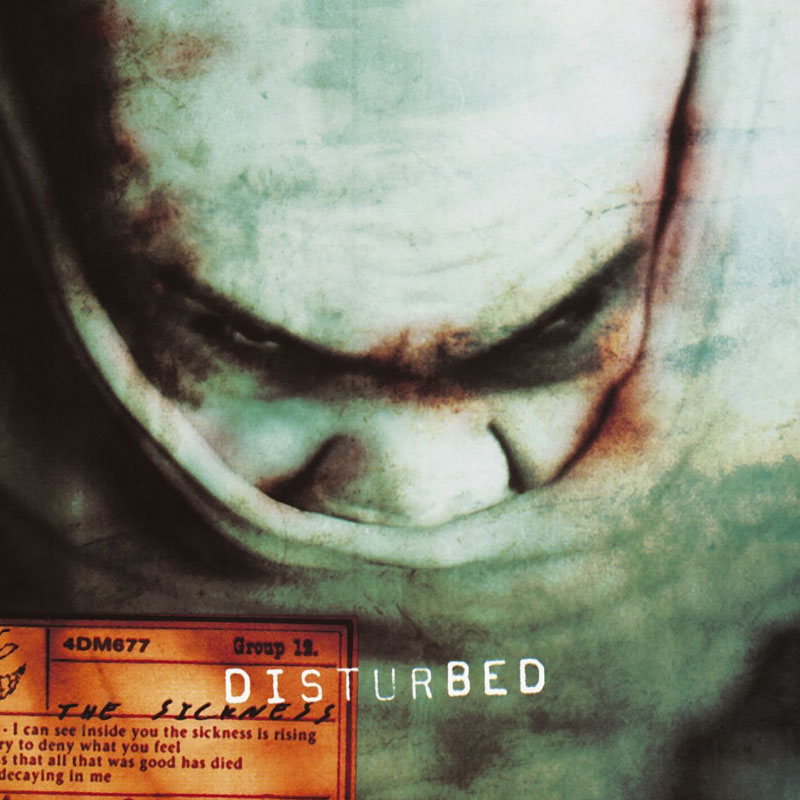 4DM677
Group 12.
DISTURBED
THE SICKNESS
- I can see inside you the sickness is rising
ry to deny what you feel
s that all that was good has died
decaying in me